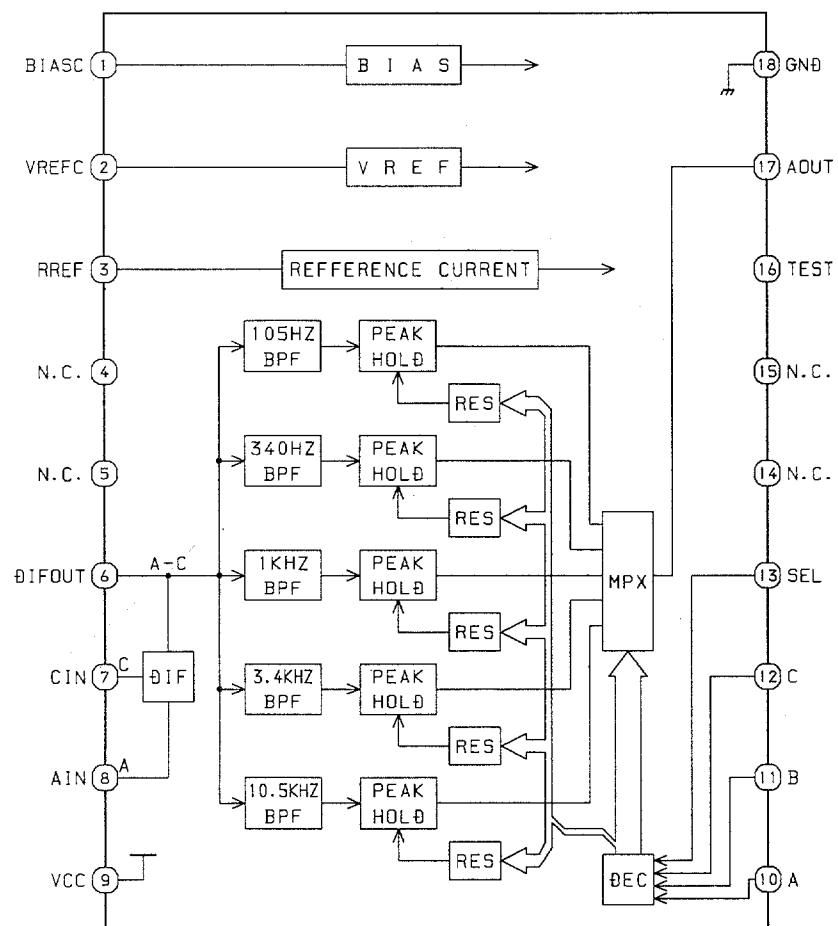 BIASC 1 BIAS 18 GND
VREFC 2 VREF 17 AOUT
RREF 3 REFFERENCE CURRENT 16 TEST
105HZ BPF
PEAK HOLD
N.C. 4 15 N.C.
RES
340HZ BPF
PEAK HOLD
N.C. 5 14 N.C.
RES
DIFOUT 6 A-C
1KHZ BPF
PEAK HOLD
MPX
13 SEL
RES
CIN 7 C DIF
3.4KHZ BPF
PEAK HOLD
12 C
RES
AIN 8 A
10.5KHZ BPF
PEAK HOLD
11 B
RES
VCC 9
DEC
10 A